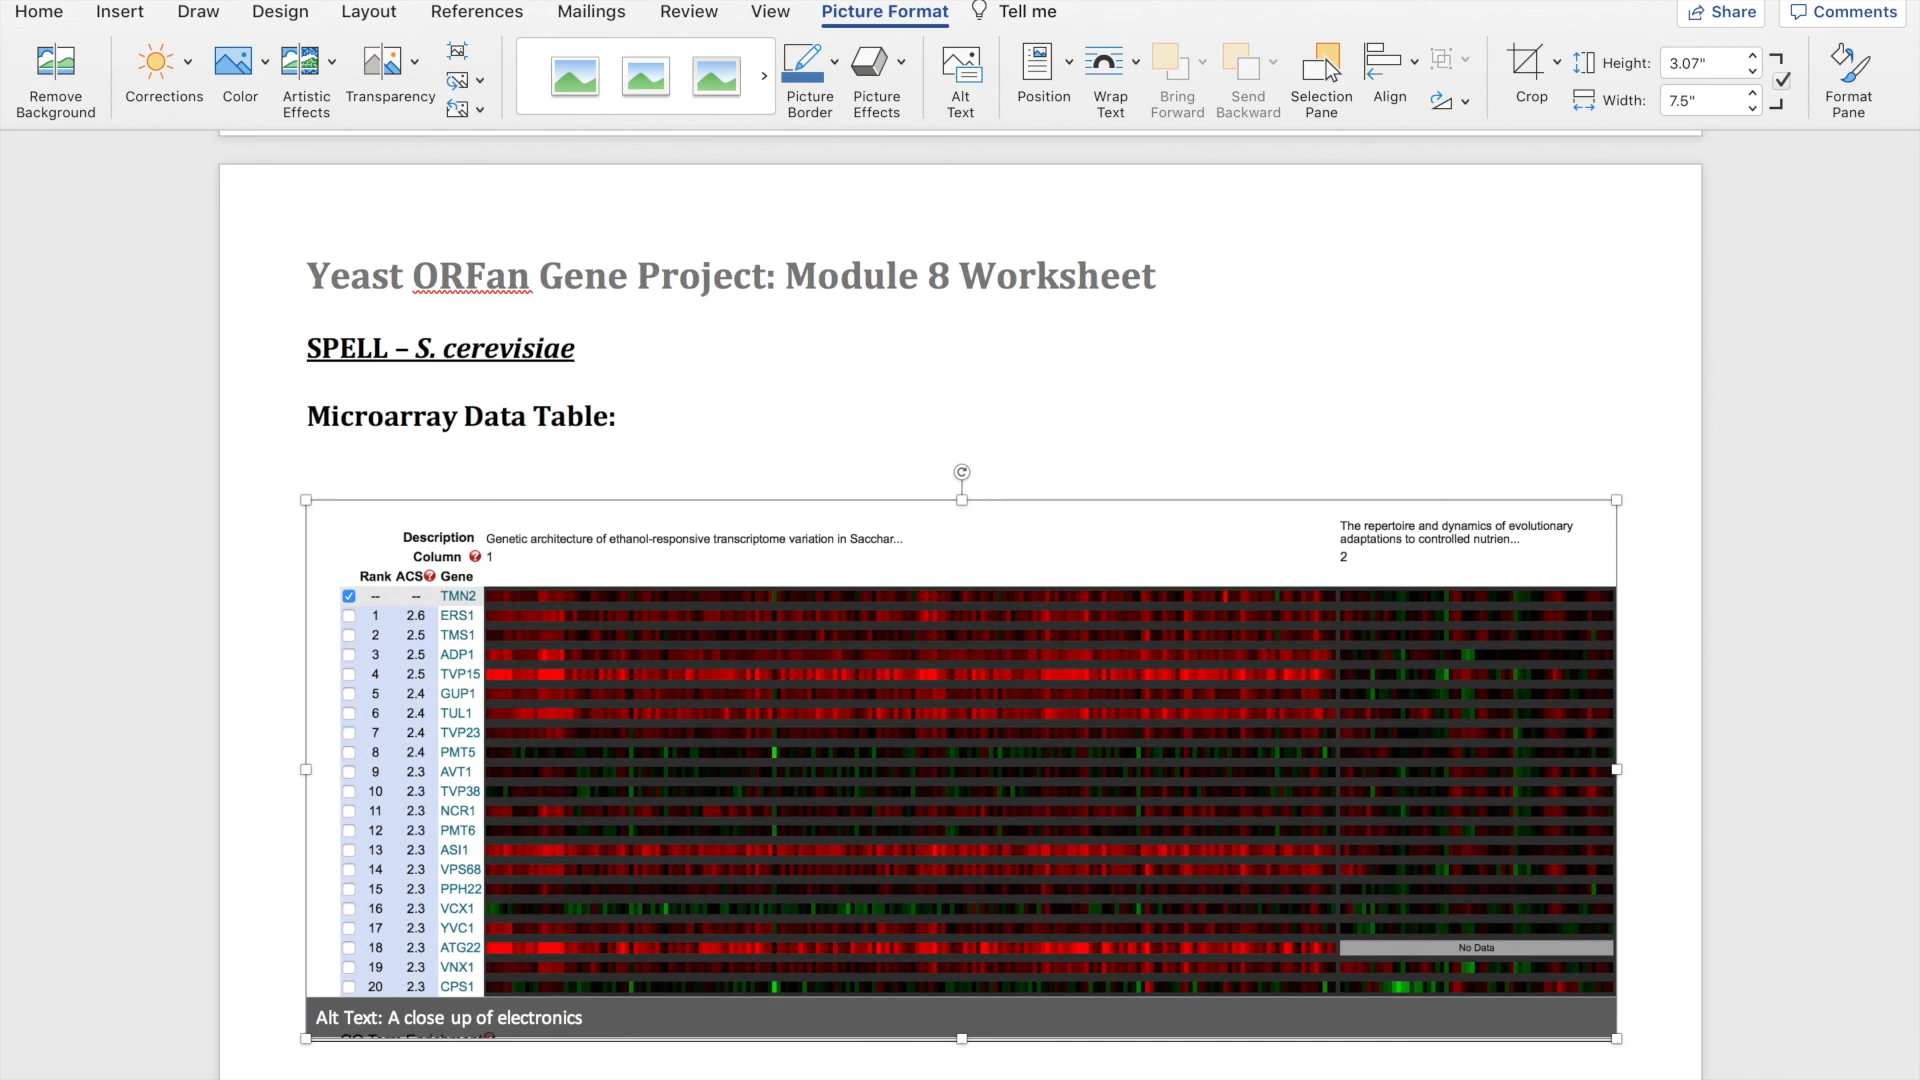 Home Insert Draw Design Layout References Mailings Review View Picture Format Tell me Share Comments
Remove Background Corrections Color Artistic Effects Transparency Picture Border Picture Effects Alt Text Position Wrap Text Bring Forward Send Backward Selection Pane Align Crop Height: 3.07" Width: 7.5" Format Pane
Yeast ORFan Gene Project: Module 8 Worksheet
SPELL – S. cerevisiae
Microarray Data Table:
Description Genetic architecture of ethanol-responsive transcriptome variation in Sacchar... The repertoire and dynamics of evolutionary adaptations to controlled nutrien...
Column ? 1 2
Rank ACS? Gene
-- -- TMN2
1 2.6 ERS1
2 2.5 TMS1
3 2.5 ADP1
4 2.5 TVP15
5 2.4 GUP1
6 2.4 TUL1
7 2.4 TVP23
8 2.4 PMT5
9 2.3 AVT1
10 2.3 TVP38
11 2.3 NCR1
12 2.3 PMT6
13 2.3 ASI1
14 2.3 VPS68
15 2.3 PPH22
16 2.3 VCX1
17 2.3 YVC1
18 2.3 ATG22 No Data
19 2.3 VNX1
20 2.3 CPS1
Alt Text: A close up of electronics